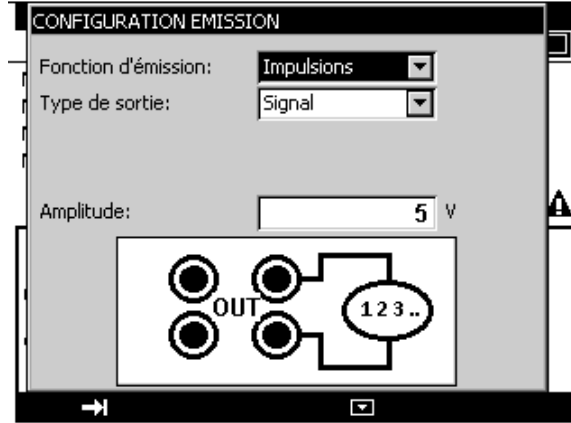 CONFIGURATION EMISSION
Fonction d'émission: Impulsions
Type de sortie: Signal
Amplitude: 5 V
OUT
123..